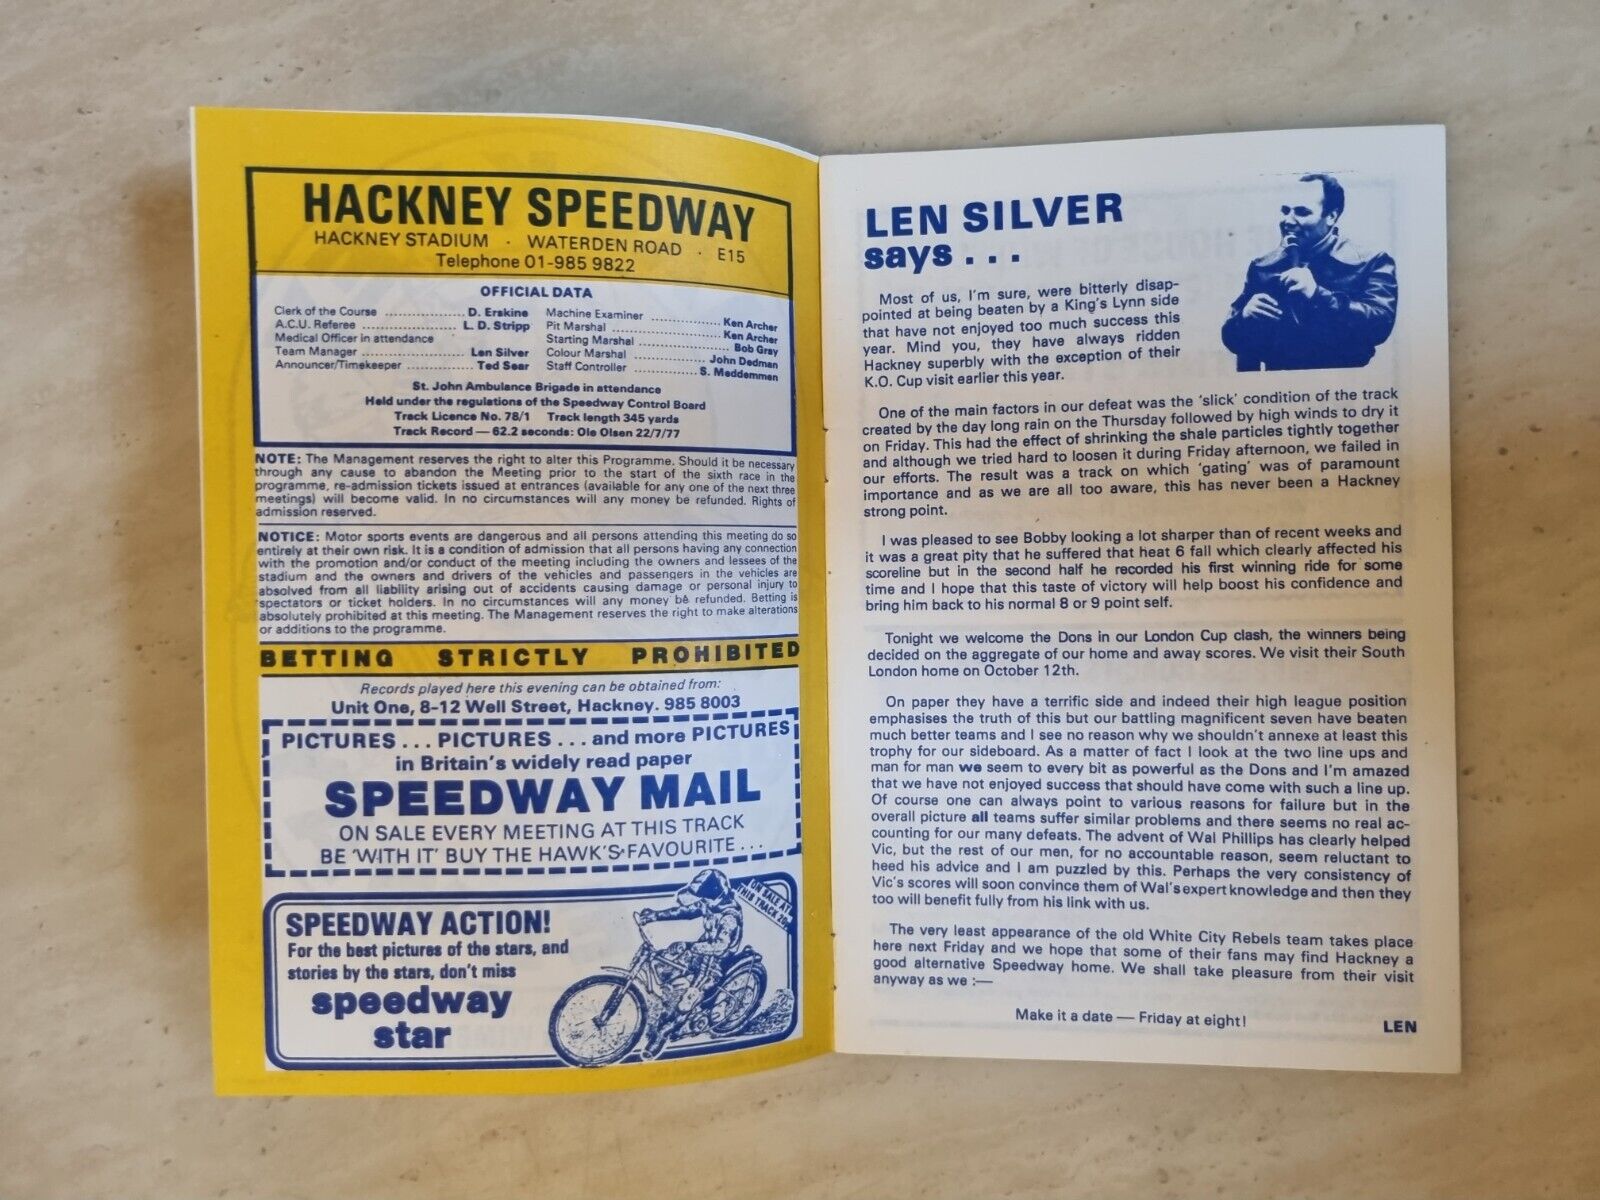 HACKNEY SPEEDWAY
HACKNEY STADIUM · WATERDEN ROAD · E15
Telephone 01-985 9822
OFFICIAL DATA
Clerk of the Course .................. D. Erskine
A.C.U. Referee ..................... L. D. Stripp
Medical Officer in attendance
Team Manager ....................... Len Silver
Announcer/Timekeeper ............... Ted Sear
Machine Examiner ................. Ken Archer
Pit Marshal ........................... Ken Archer
Starting Marshal ..................... Bob Gray
Colour Marshal .................... John Dedman
Staff Controller .................. S. Meddemmen
St. John Ambulance Brigade in attendance
Held under the regulations of the Speedway Control Board
Track Licence No. 78/1 Track length 345 yards
Track Record — 62.2 seconds: Ole Olsen 22/7/77
NOTE: The Management reserves the right to alter this Programme. Should it be necessary
through any cause to abandon the Meeting prior to the start of the sixth race in the
programme, re-admission tickets issued at entrances (available for any one of the next three
meetings) will become valid. In no circumstances will any money be refunded. Rights of
admission reserved.
NOTICE: Motor sports events are dangerous and all persons attending this meeting do so
entirely at their own risk. It is a condition of admission that all persons having any connection
with the promotion and/or conduct of the meeting including the owners and lessees of the
stadium and the owners and drivers of the vehicles and passengers in the vehicles are
absolved from all liability arising out of accidents causing damage or personal injury to
spectators or ticket holders. In no circumstances will any money be refunded. Betting is
absolutely prohibited at this meeting. The Management reserves the right to make alterations
or additions to the programme.
BETTING STRICTLY PROHIBITED
Records played here this evening can be obtained from:
Unit One, 8-12 Well Street, Hackney. 985 8003
PICTURES . . . PICTURES . . . and more PICTURES
in Britain's widely read paper
SPEEDWAY MAIL
ON SALE EVERY MEETING AT THIS TRACK
BE 'WITH IT' BUY THE HAWK'S FAVOURITE . . .
SPEEDWAY ACTION!
For the best pictures of the stars, and
stories by the stars, don't miss
speedway
star
ON SALE AT
THIS TRACK 20p
LEN SILVER
says . . .
Most of us, I'm sure, were bitterly disap-
pointed at being beaten by a King's Lynn side
that have not enjoyed too much success this
year. Mind you, they have always ridden
Hackney superbly with the exception of their
K.O. Cup visit earlier this year.
One of the main factors in our defeat was the 'slick' condition of the track
created by the day long rain on the Thursday followed by high winds to dry it
on Friday. This had the effect of shrinking the shale particles tightly together
and although we tried hard to loosen it during Friday afternoon, we failed in
our efforts. The result was a track on which 'gating' was of paramount
importance and as we are all too aware, this has never been a Hackney
strong point.
I was pleased to see Bobby looking a lot sharper than of recent weeks and
it was a great pity that he suffered that heat 6 fall which clearly affected his
scoreline but in the second half he recorded his first winning ride for some
time and I hope that this taste of victory will help boost his confidence and
bring him back to his normal 8 or 9 point self.
Tonight we welcome the Dons in our London Cup clash, the winners being
decided on the aggregate of our home and away scores. We visit their South
London home on October 12th.
On paper they have a terrific side and indeed their high league position
emphasises the truth of this but our battling magnificent seven have beaten
much better teams and I see no reason why we shouldn't annexe at least this
trophy for our sideboard. As a matter of fact I look at the two line ups and
man for man we seem to every bit as powerful as the Dons and I'm amazed
that we have not enjoyed success that should have come with such a line up.
Of course one can always point to various reasons for failure but in the
overall picture all teams suffer similar problems and there seems no real ac-
counting for our many defeats. The advent of Wal Phillips has clearly helped
Vic, but the rest of our men, for no accountable reason, seem reluctant to
heed his advice and I am puzzled by this. Perhaps the very consistency of
Vic's scores will soon convince them of Wal's expert knowledge and then they
too will benefit fully from his link with us.
The very least appearance of the old White City Rebels team takes place
here next Friday and we hope that some of their fans may find Hackney a
good alternative Speedway home. We shall take pleasure from their visit
anyway as we :—
Make it a date — Friday at eight!
LEN